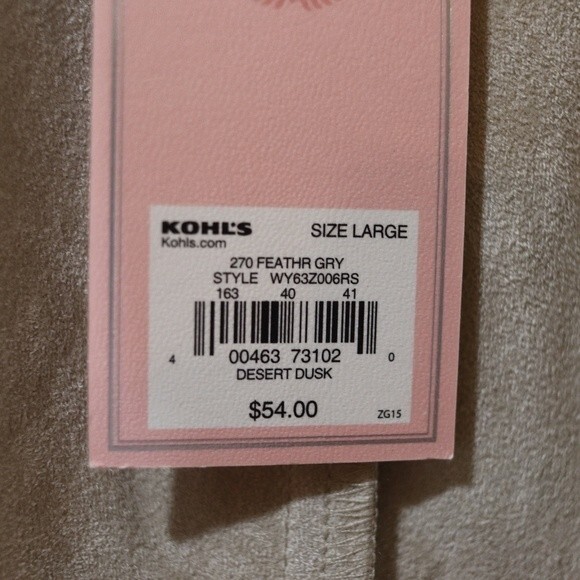 KOHL'S SIZE LARGE
Kohls.com
270 FEATHR GRY
STYLE WY63Z006RS
163 40 41
4 00463 73102 0
DESERT DUSK
$54.00
ZG15